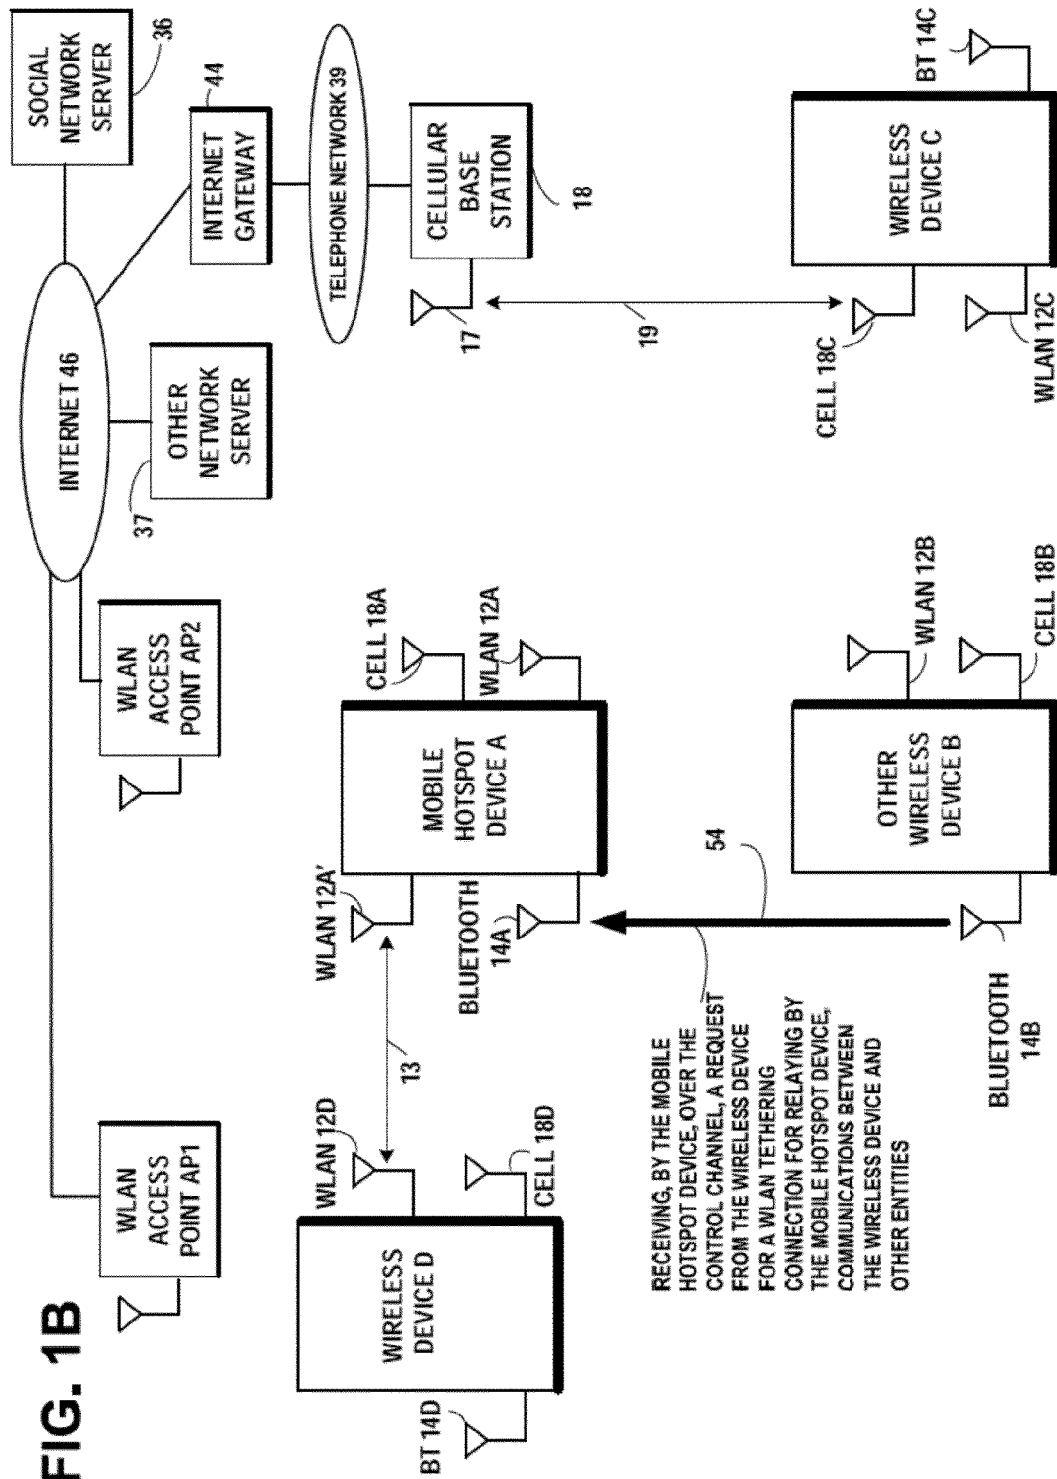 FIG. 1B
WLAN
ACCESS
POINT AP1
WLAN
ACCESS
POINT AP2
INTERNET 46
SOCIAL
NETWORK
SERVER
36
37
OTHER
NETWORK
SERVER
INTERNET
GATEWAY
44
TELEPHONE NETWORK 39
CELLULAR
BASE
STATION
18
17
19
WIRELESS
DEVICE D
BT 14D
WLAN 12D
CELL 18D
13
WLAN 12A'
BLUETOOTH
14A
MOBILE
HOTSPOT
DEVICE A
CELL 18A
WLAN 12A
RECEIVING, BY THE MOBILE
HOTSPOT DEVICE, OVER THE
CONTROL CHANNEL, A REQUEST
FROM THE WIRELESS DEVICE
FOR A WLAN TETHERING
CONNECTION FOR RELAYING BY
THE MOBILE HOTSPOT DEVICE,
COMMUNICATIONS BETWEEN
THE WIRELESS DEVICE AND
OTHER ENTITIES
54
BLUETOOTH
14B
OTHER
WIRELESS
DEVICE B
WLAN 12B
CELL 18B
CELL 18C
WLAN 12C
WIRELESS
DEVICE C
BT 14C